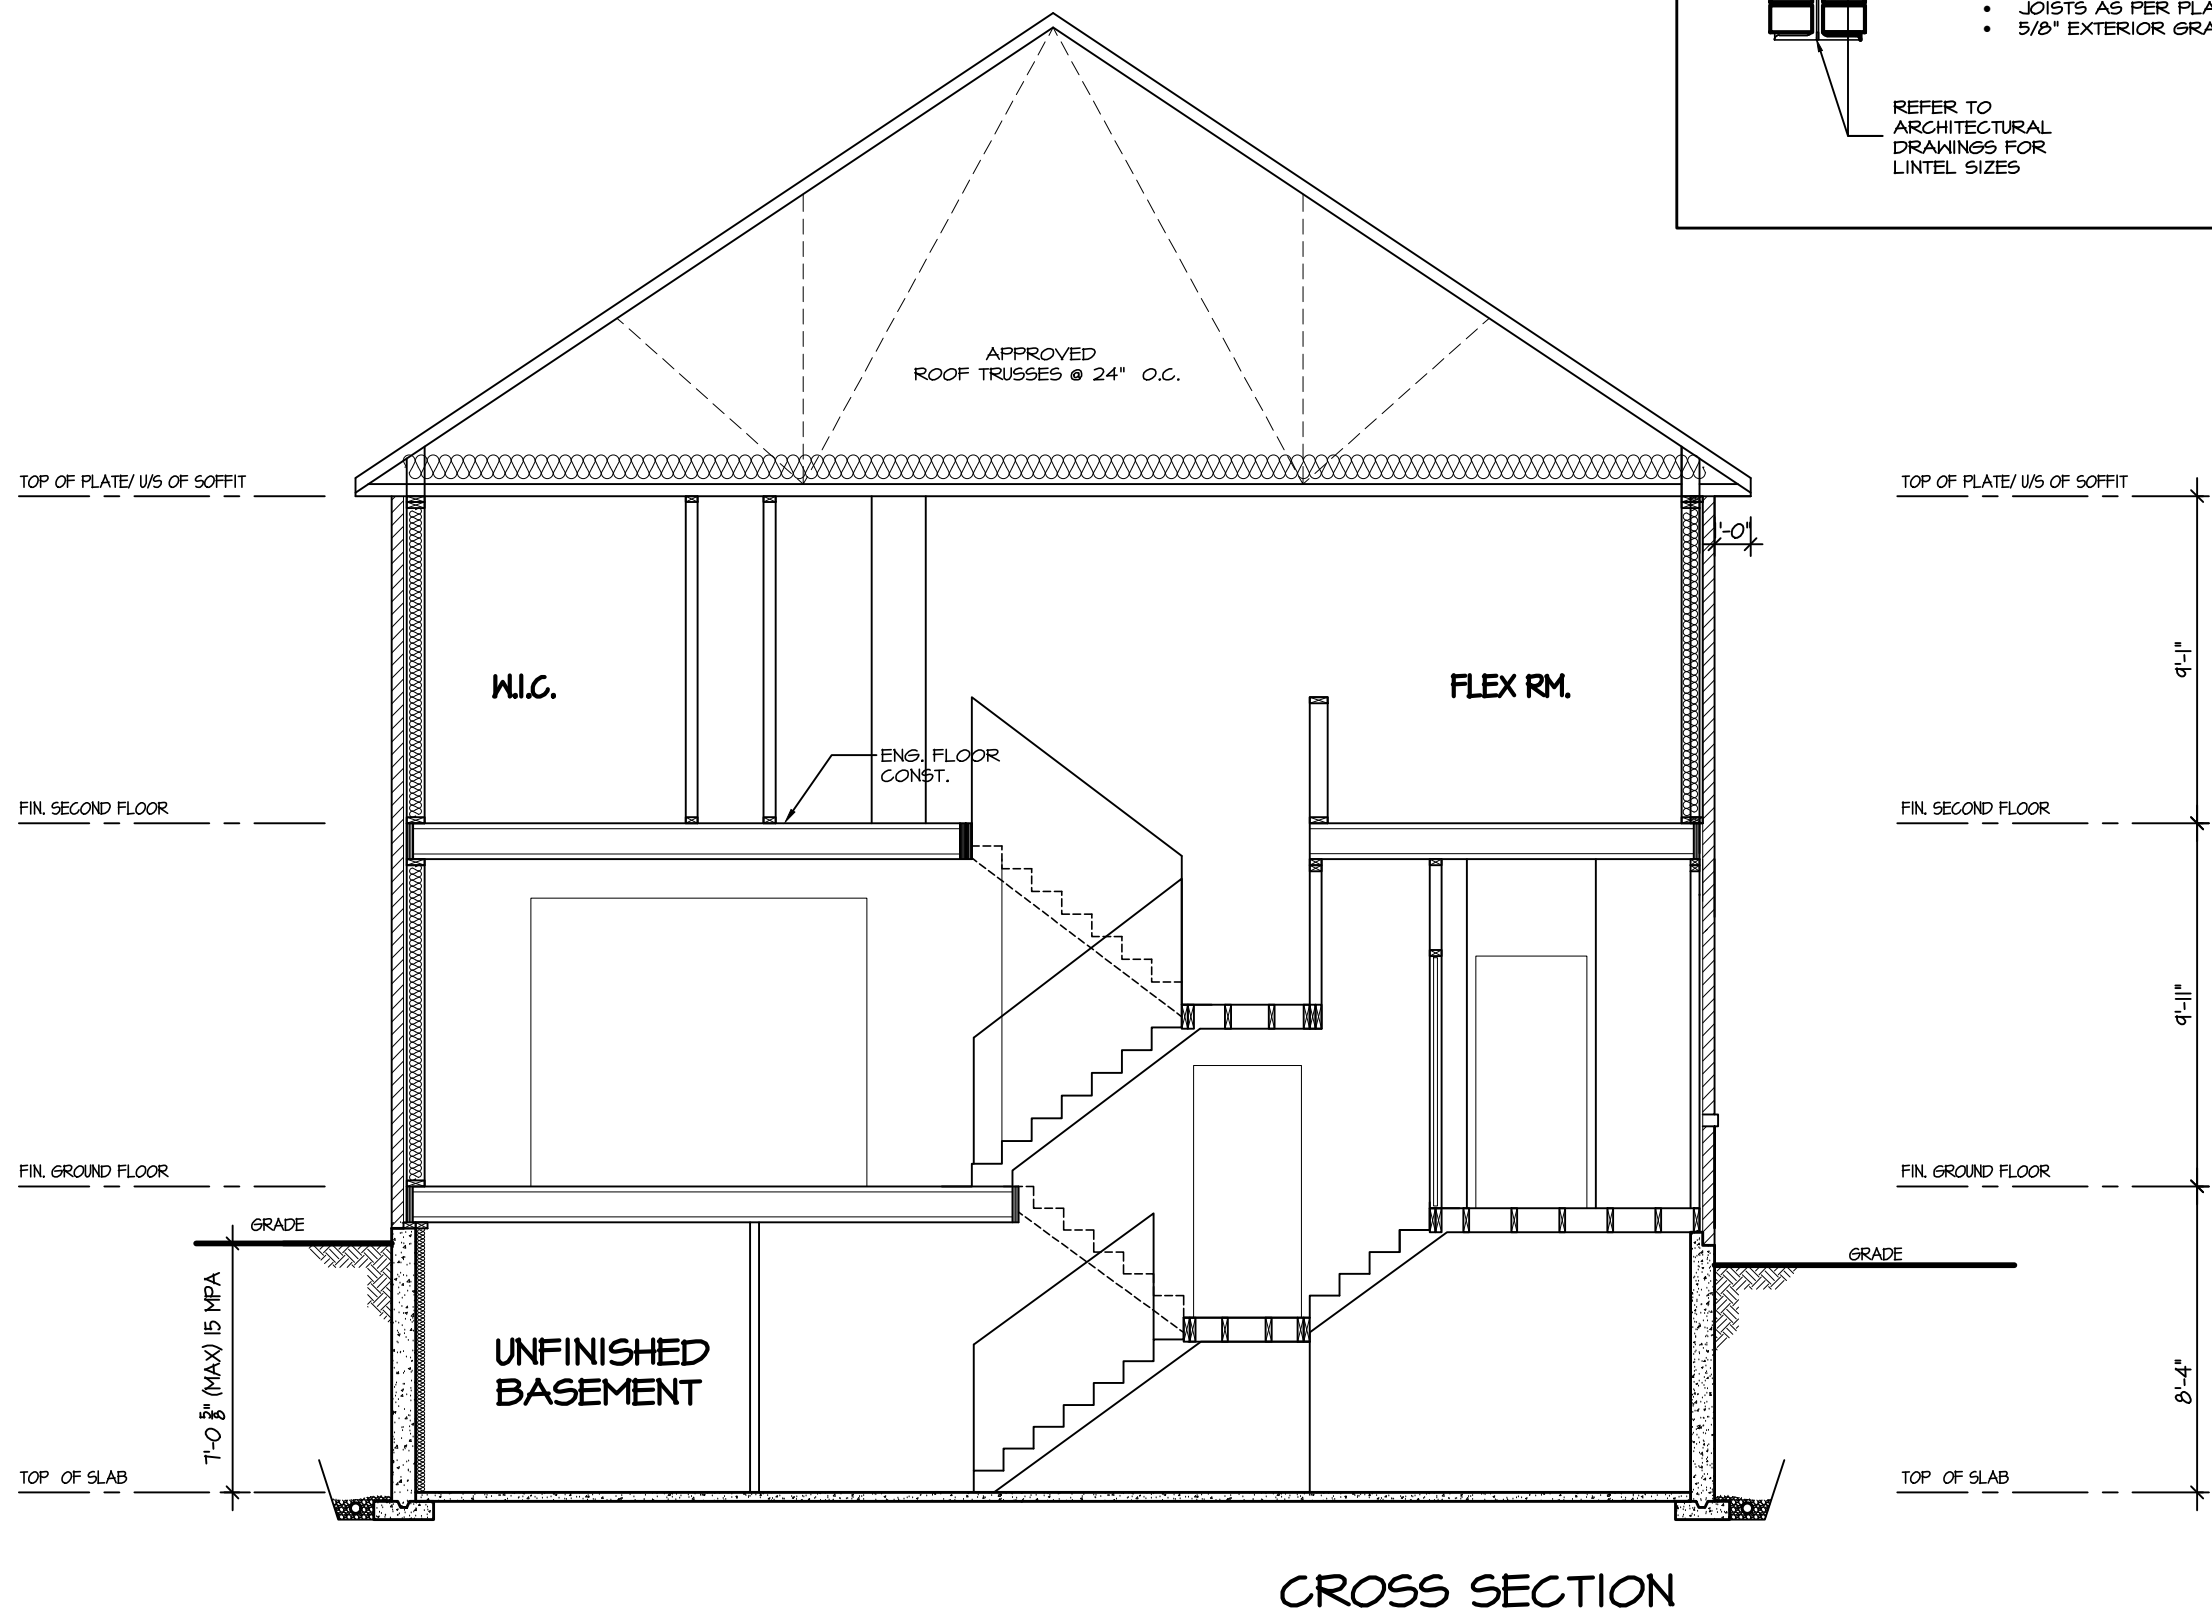 • JOISTS AS PER PLA
• 5/8" EXTERIOR GRA
REFER TO
ARCHITECTURAL
DRAWINGS FOR
LINTEL SIZES
APPROVED
ROOF TRUSSES @ 24" O.C.
TOP OF PLATE/ U/S OF SOFFIT
TOP OF PLATE/ U/S OF SOFFIT
'-0"
9'-1"
W.I.C.
FLEX RM.
ENG. FLOOR
CONST.
FIN. SECOND FLOOR
FIN. SECOND FLOOR
9'-11"
FIN. GROUND FLOOR
FIN. GROUND FLOOR
GRADE
GRADE
7'-0 5/8" (MAX) 15 MPA
UNFINISHED
BASEMENT
8'-4"
TOP OF SLAB
TOP OF SLAB
CROSS SECTION